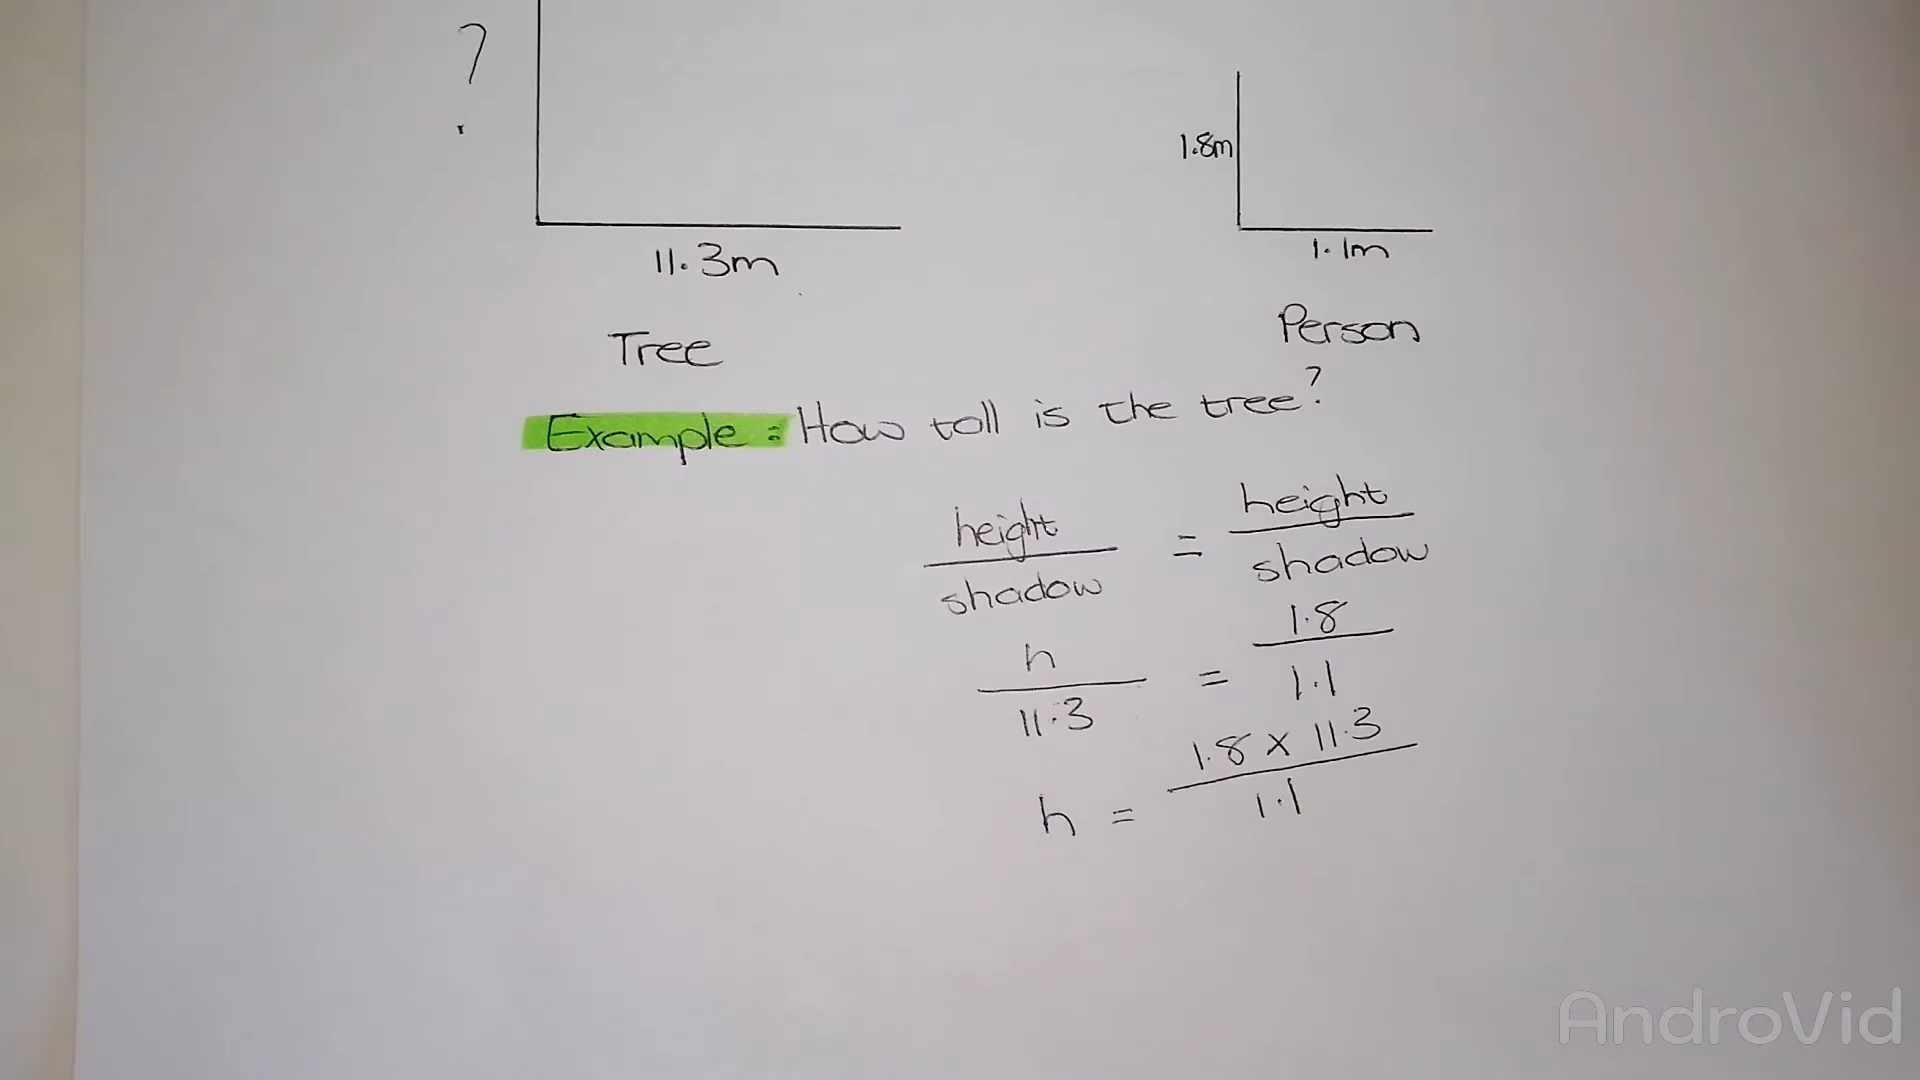 ?
1.8m
11.3m
1.1m
Tree
Person
Example: How tall is the tree?
height/shadow = height/shadow
h/11.3 = 1.8/1.1
h = 1.8 x 11.3/1.1
AndroVid